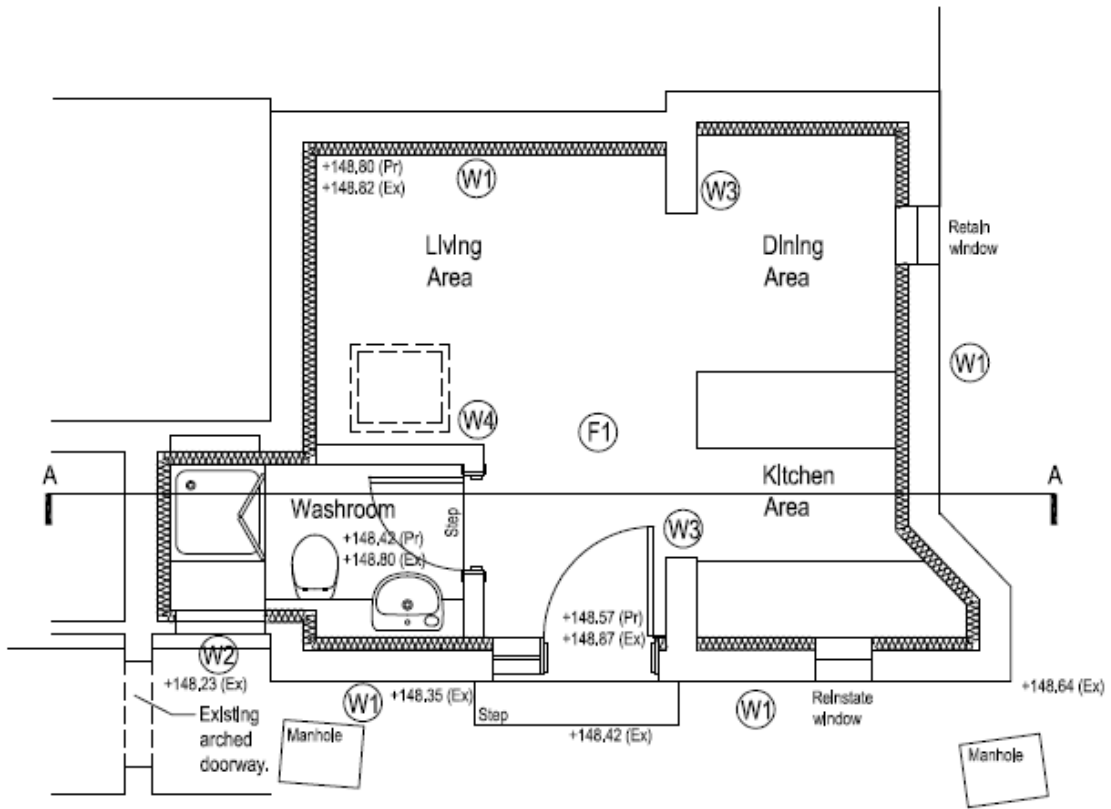 +148.80 (Pr)
+148.82 (Ex)
W1
W3
Living
Area
Dining
Area
Retain
window
W1
W4
F1
A
A
Kitchen
Area
Washroom
Step
+148.42 (Pr)
+148.80 (Ex)
W3
+148.57 (Pr)
+148.87 (Ex)
W2
+148.23 (Ex)
W1
+148.35 (Ex)
Step
+148.42 (Ex)
W1
Reinstate
window
+148.64 (Ex)
Existing
arched
doorway.
Manhole
Manhole